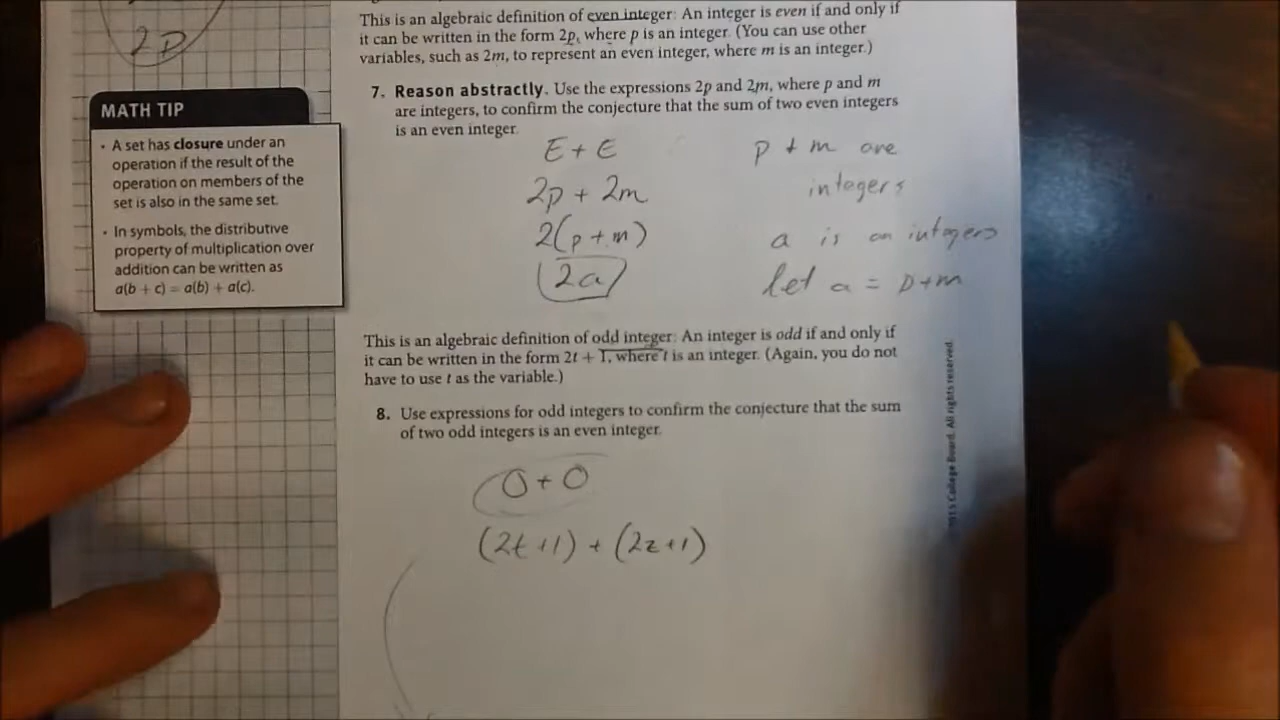 2p
This is an algebraic definition of even integer: An integer is even if and only if
it can be written in the form 2p, where p is an integer. (You can use other
variables, such as 2m, to represent an even integer, where m is an integer.)
MATH TIP
• A set has closure under an
operation if the result of the
operation on members of the
set is also in the same set.
• In symbols, the distributive
property of multiplication over
addition can be written as
a(b + c) = a(b) + a(c).
7. Reason abstractly. Use the expressions 2p and 2m, where p and m
are integers, to confirm the conjecture that the sum of two even integers
is an even integer.
E + E
2p + 2m
2(p + m)
2a
p + m are
integers
a is an integers
let a = p+m
This is an algebraic definition of odd integer: An integer is odd if and only if
it can be written in the form 2t + 1, where t is an integer. (Again, you do not
have to use t as the variable.)
8. Use expressions for odd integers to confirm the conjecture that the sum
of two odd integers is an even integer.
O + O
(2t+1) + (2z+1)
College Board. All rights reserved.